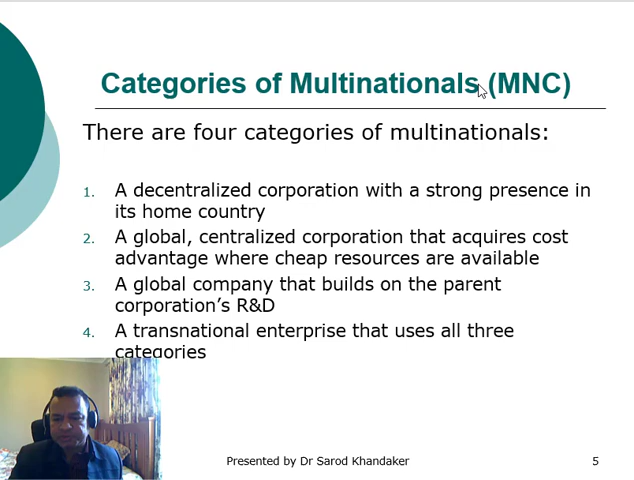 Categories of Multinationals (MNC)
There are four categories of multinationals:
1. A decentralized corporation with a strong presence in
its home country
2. A global, centralized corporation that acquires cost
advantage where cheap resources are available
3. A global company that builds on the parent
corporation’s R&D
4. A transnational enterprise that uses all three
categories
Presented by Dr Sarod Khandaker
5